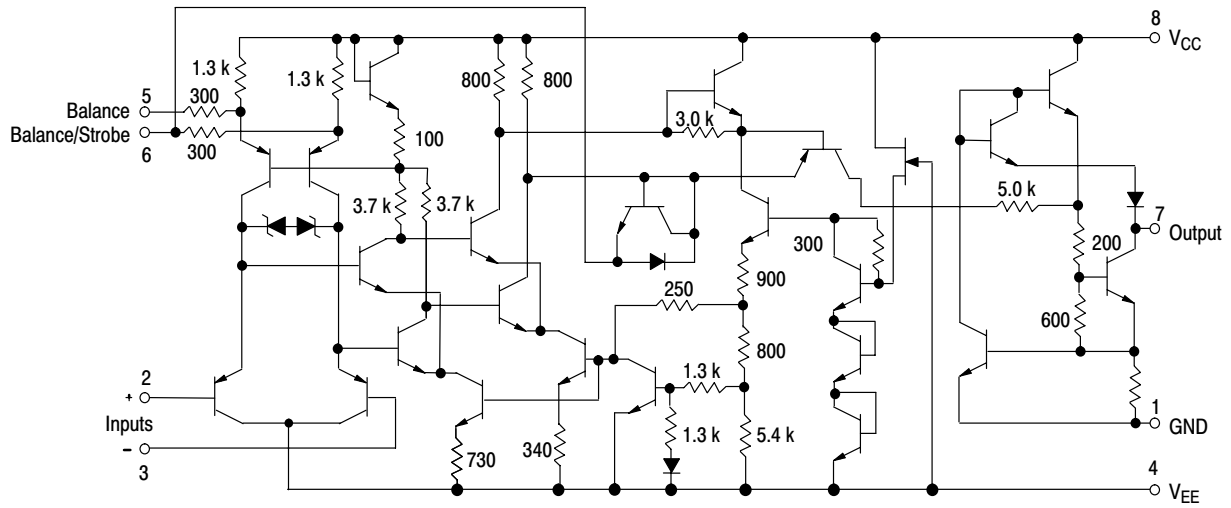 8
V_CC
1.3 k
1.3 k
800
800
5
Balance
300
Balance/Strobe
6
300
3.0 k
100
3.7 k
3.7 k
5.0 k
7
Output
200
300
900
250
600
800
2
+
Inputs
-
3
1.3 k
1.3 k
5.4 k
340
730
1
GND
4
V_EE